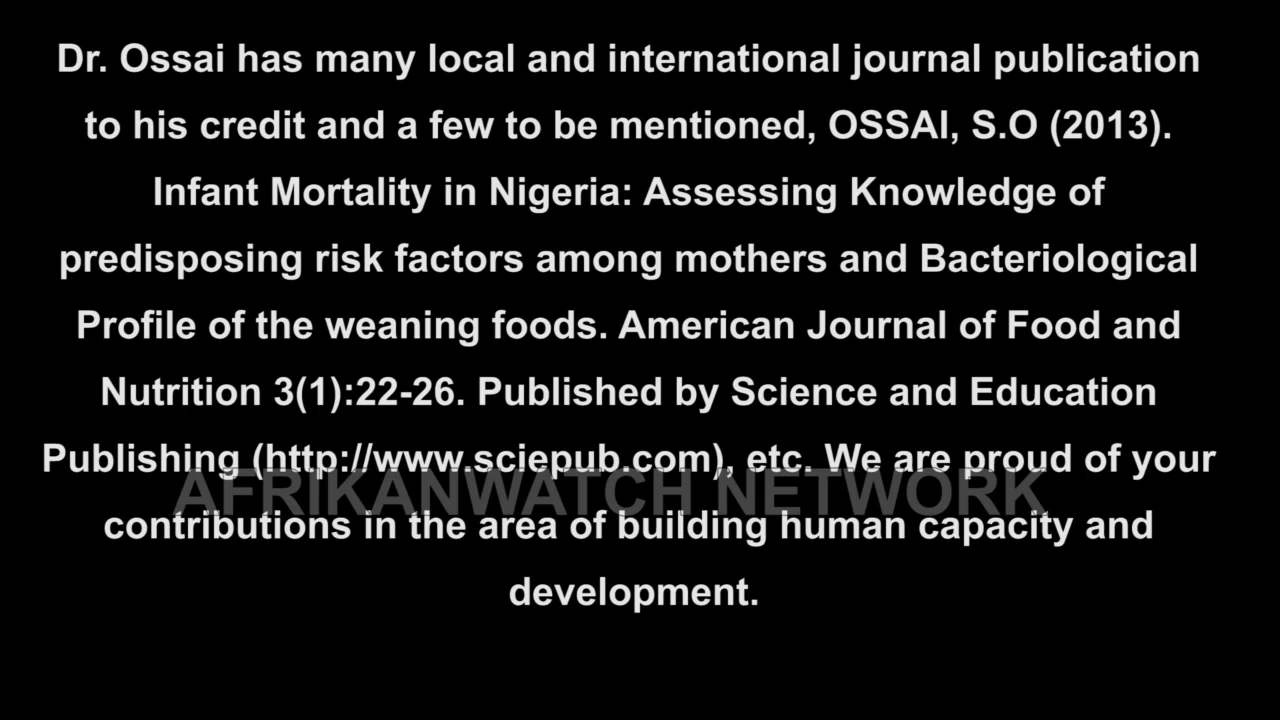 Dr. Ossai has many local and international journal publication
to his credit and a few to be mentioned, OSSAI, S.O (2013).
Infant Mortality in Nigeria: Assessing Knowledge of
predisposing risk factors among mothers and Bacteriological
Profile of the weaning foods. American Journal of Food and
Nutrition 3(1):22-26. Published by Science and Education
Publishing (http://www.sciepub.com), etc. We are proud of your
AFRIKANWATCH NETWORK
contributions in the area of building human capacity and
development.